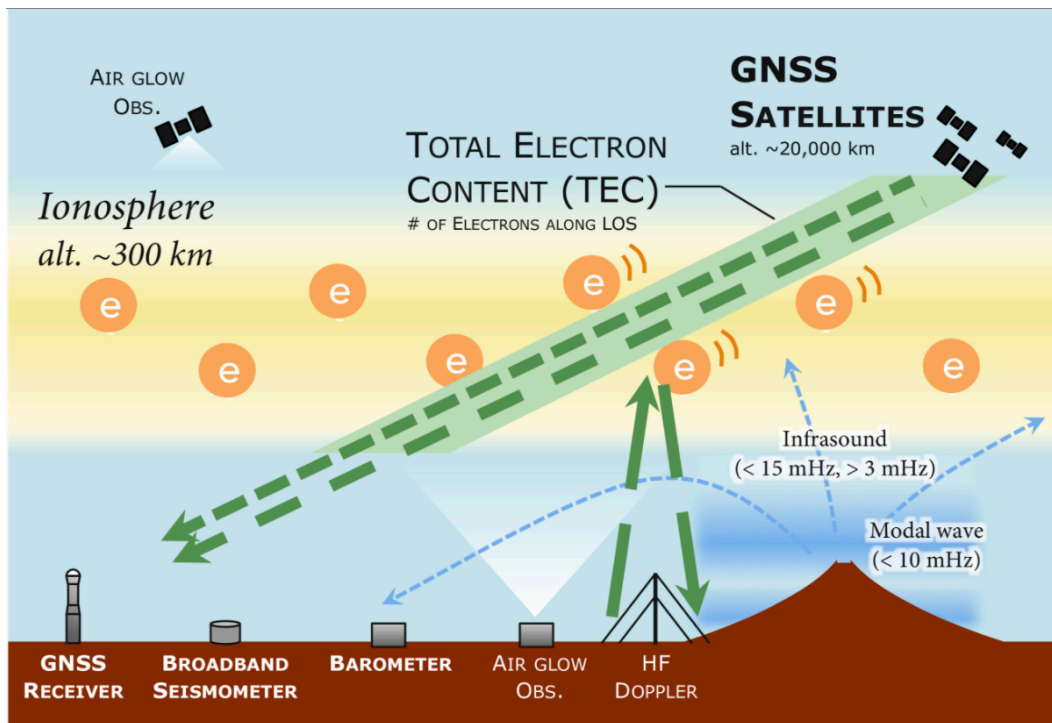 AIR GLOW
OBS.
GNSS
SATELLITES
alt. ~20,000 km
TOTAL ELECTRON
CONTENT (TEC)
# OF ELECTRONS ALONG LOS
Ionosphere
alt. ~300 km
e
e
e
e
e
e
e
Infrasound
(< 15 mHz, > 3 mHz)
Modal wave
(< 10 mHz)
GNSS
RECEIVER
BROADBAND
SEISMOMETER
BAROMETER
AIR GLOW
OBS.
HF
DOPPLER